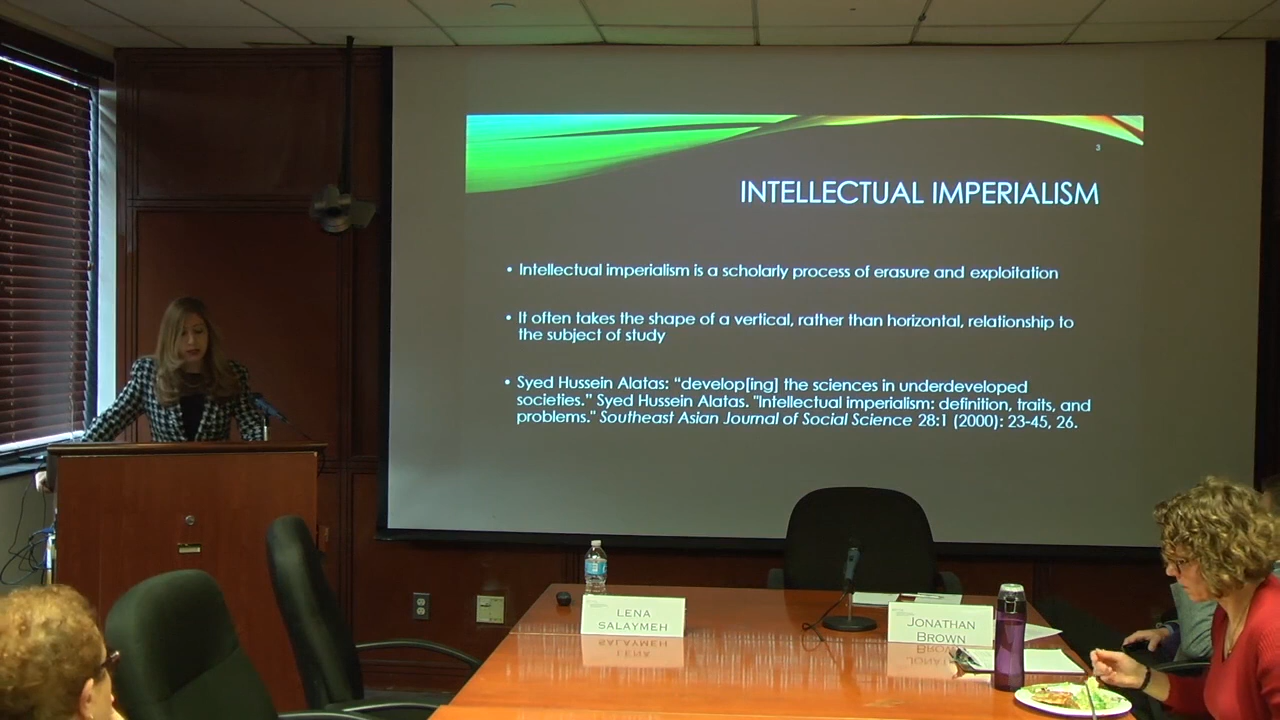 3
INTELLECTUAL IMPERIALISM
• Intellectual imperialism is a scholarly process of erasure and exploitation
• It often takes the shape of a vertical, rather than horizontal, relationship to
the subject of study
• Syed Hussein Alatas: “develop[ing] the sciences in underdeveloped
societies.” Syed Hussein Alatas. "Intellectual imperialism: definition, traits, and
problems." Southeast Asian Journal of Social Science 28:1 (2000): 23-45, 26.
LENA
SALAYMEH
JONATHAN
BROWN